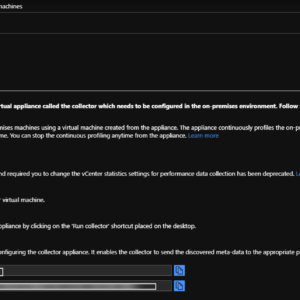 machines
rtual appliance called the collector which needs to be configured in the on-premises environment. Follow
mises machines using a virtual machine created from the appliance. The appliance continuously profiles the on-pr
me. You can stop the continuous profiling anytime from the appliance. Learn more
nd required you to change the vCenter statistics settings for performance data collection has been deprecated. L
r virtual machine.
ppliance by clicking on the 'Run collector' shortcut placed on the desktop.
onfiguring the collector appliance. It enables the collector to send the discovered meta-data to the appropriate p